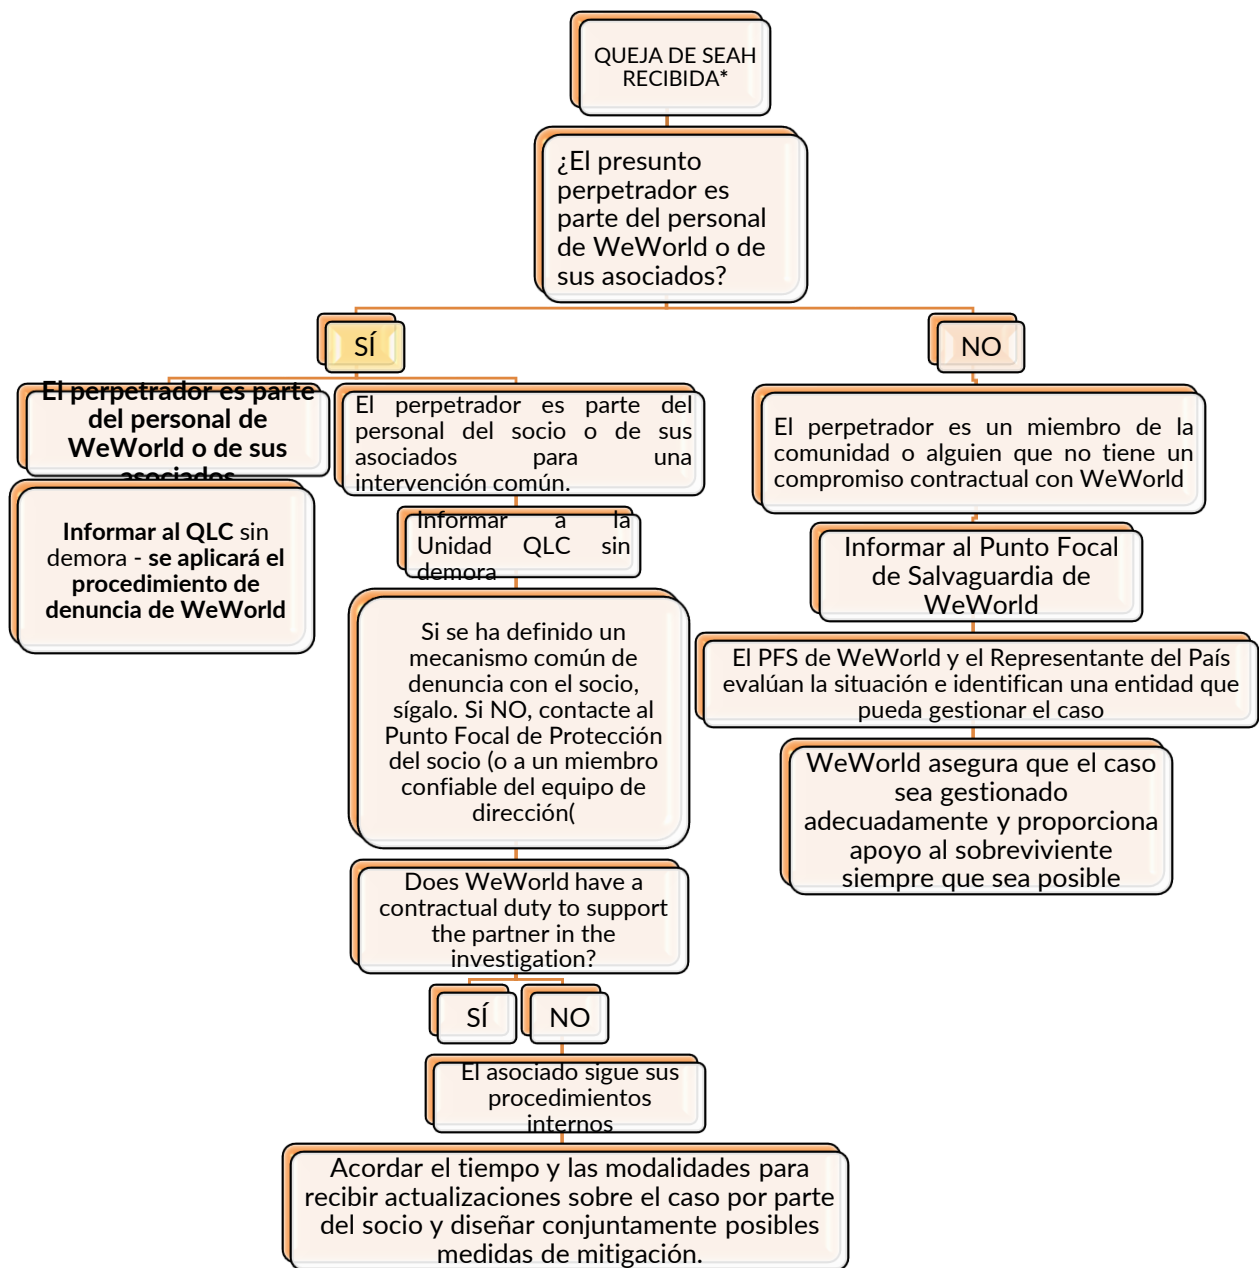 QUEJA DE SEAH
RECIBIDA*
¿El presunto
perpetrador es
parte del personal
de WeWorld o de
sus asociados?
SÍ
NO
El perpetrador es parte
del personal de
WeWorld o de sus
asociados
Informar al QLC sin
demora - se aplicará el
procedimiento de
denuncia de WeWorld
El perpetrador es parte del
personal del socio o de sus
asociados para una
intervención común.
Informar a la
Unidad QLC sin
demora
Si se ha definido un
mecanismo común de
denuncia con el socio,
sígalo. Si NO, contacte al
Punto Focal de Protección
del socio (o a un miembro
confiable del equipo de
dirección(
Does WeWorld have a
contractual duty to support
the partner in the
investigation?
SÍ
NO
El asociado sigue sus
procedimientos
internos
Acordar el tiempo y las modalidades para
recibir actualizaciones sobre el caso por parte
del socio y diseñar conjuntamente posibles
medidas de mitigación.
El perpetrador es un miembro de la
comunidad o alguien que no tiene un
compromiso contractual con WeWorld
Informar al Punto Focal
de Salvaguardia de
WeWorld
El PFS de WeWorld y el Representante del País
evalúan la situación e identifican una entidad que
pueda gestionar el caso
WeWorld asegura que el caso
sea gestionado
adecuadamente y proporciona
apoyo al sobreviviente
siempre que sea posible